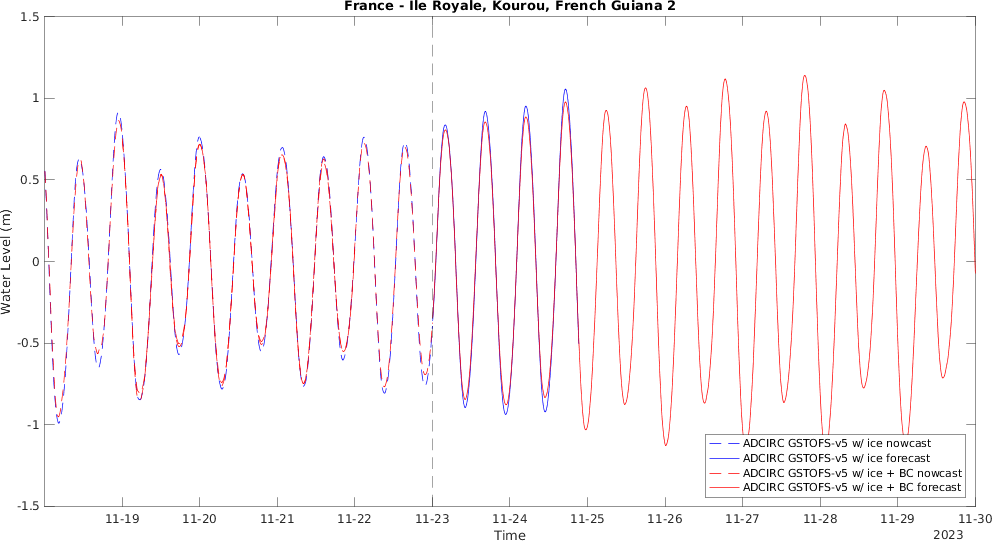 France - Ile Royale, Kourou, French Guiana 2
1.5
1
0.5
0
-0.5
-1
-1.5
Water Level (m)
11-19 11-20 11-21 11-22 11-23 11-24 11-25 11-26 11-27 11-28 11-29 11-30
Time
2023
ADCIRC GSTOFS-v5 w/ ice nowcast
ADCIRC GSTOFS-v5 w/ ice forecast
ADCIRC GSTOFS-v5 w/ ice + BC nowcast
ADCIRC GSTOFS-v5 w/ ice + BC forecast